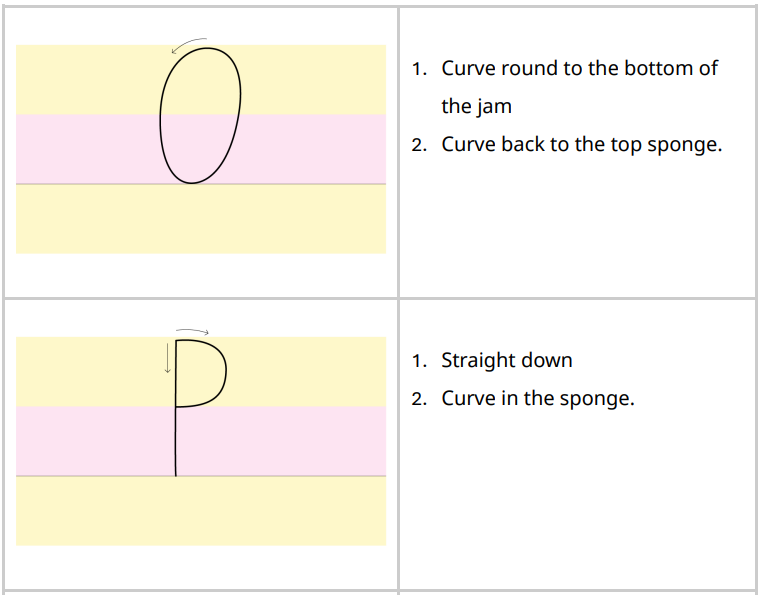 O
1. Curve round to the bottom of
the jam
2. Curve back to the top sponge.
P
1. Straight down
2. Curve in the sponge.